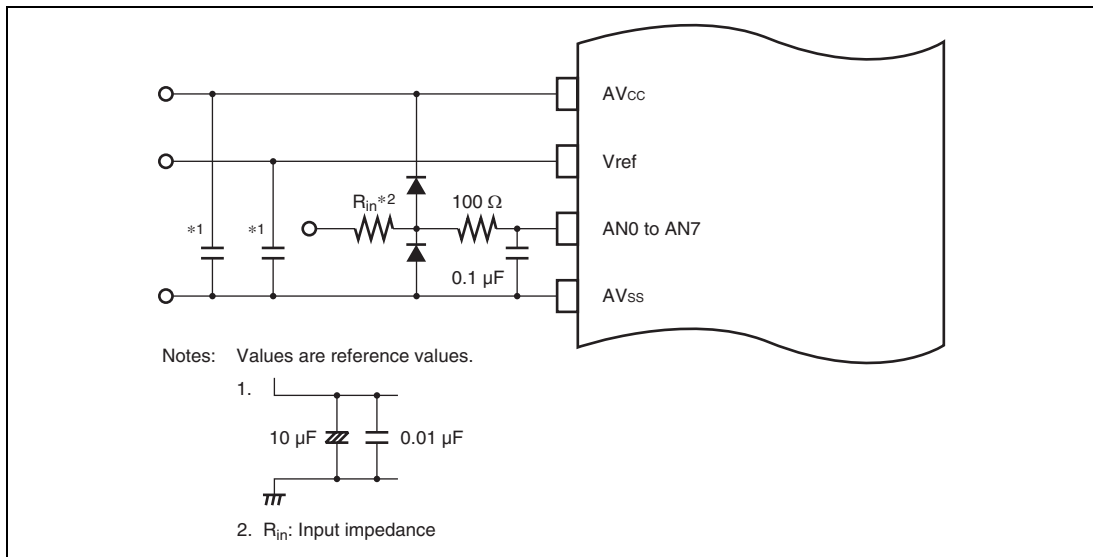 AVcc
Vref
*1
*1
Rin*2
100 Ω
AN0 to AN7
0.1 µF
AVss
Notes: Values are reference values.
1.
10 µF
0.01 µF
2. Rin: Input impedance